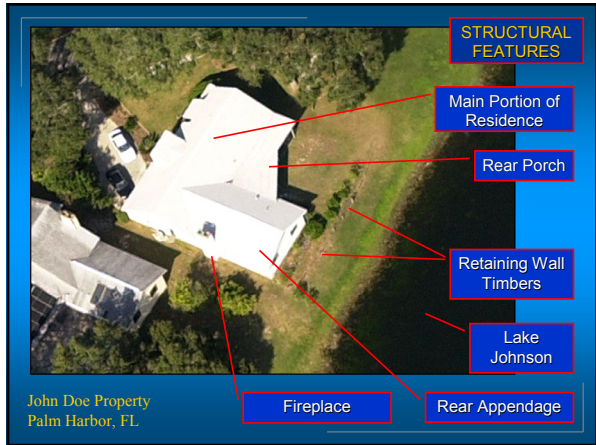 STRUCTURAL
FEATURES
Main Portion of
Residence
Rear Porch
Retaining Wall
Timbers
Lake
Johnson
John Doe Property
Palm Harbor, FL
Fireplace
Rear Appendage